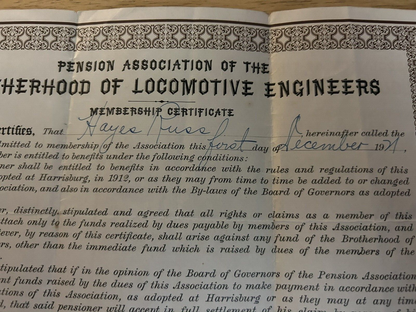 PENSION ASSOCIATION OF THE
THERHOOD OF LOCOMOTIVE ENGINEERS
MEMBERSHIP CERTIFICATE
ertifies, That Hayes Russ hereinafter called the
mitted to membership of the Association this first day of December 192
ber is entitled to benefits under the following conditions:
ner shall be entitled to benefits in accordance with the rules and regulations of this
opted at Harrisburg, in 1912, or as they may from time to time be added to or changed
ociation, and also in accordance with the By-laws of the Board of Governors as adopted
er, distinctly, stipulated and agreed that all rights or claims as a member of this
ttach only to the funds realized by dues payable by members of this Association, and
ever, by reason of this certificate, shall arise against any fund of the Brotherhood of
rs, other than the immediate fund which is raised by dues of the members of the
tipulated that if in the opinion of the Board of Governors of the Pension Association
ent funds raised by the dues of this Association to make payment in accordance with
ations of this Association, as adopted at Harrisburg or as they may at any time
d, that said pensioner will accept in full settlement of his claim